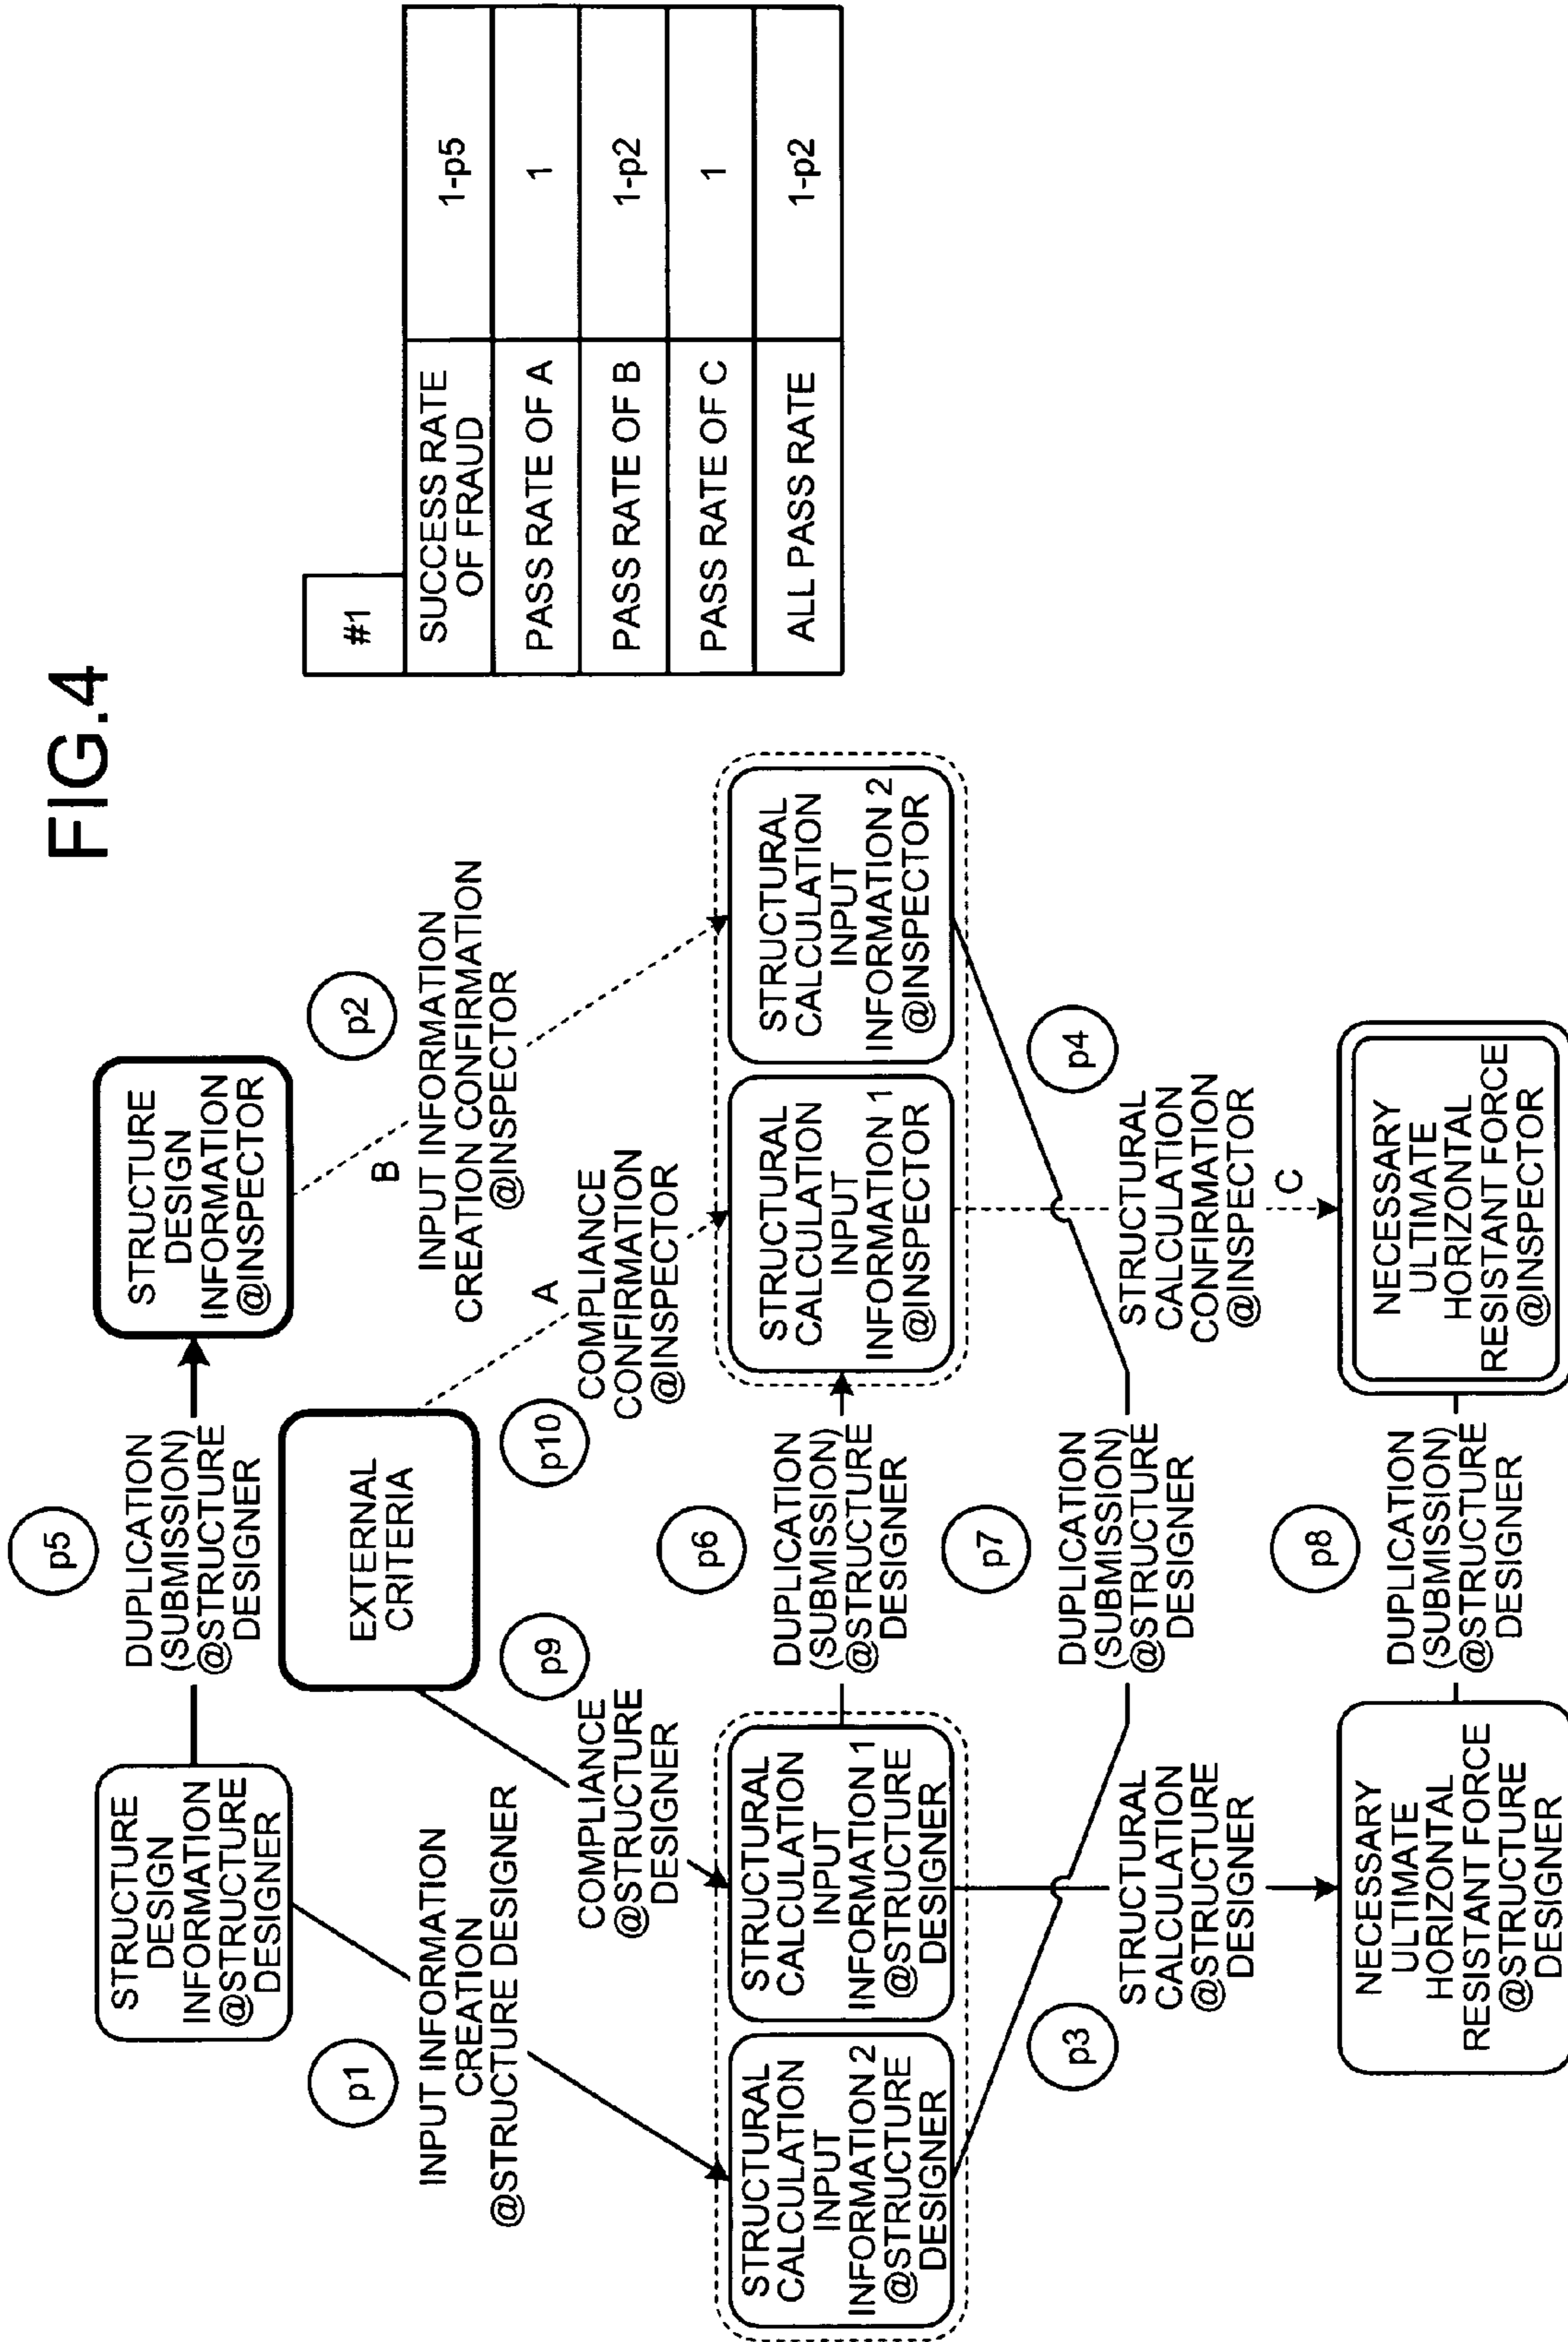 FIG.4
#1
SUCCESS RATE
OF FRAUD
1-p5
PASS RATE OF A
1
PASS RATE OF B
1-p2
PASS RATE OF C
1
ALL PASS RATE
1-p2
STRUCTURE
DESIGN
INFORMATION
@STRUCTURE
DESIGNER
p5
DUPLICATION
(SUBMISSION)
@STRUCTURE
DESIGNER
STRUCTURE
DESIGN
INFORMATION
@INSPECTOR
EXTERNAL
CRITERIA
p1
INPUT INFORMATION
CREATION
@STRUCTURE DESIGNER
p9
COMPLIANCE
@STRUCTURE
DESIGNER
p10
A
COMPLIANCE
CONFIRMATION
@INSPECTOR
B
p2
INPUT INFORMATION
CREATION CONFIRMATION
@INSPECTOR
STRUCTURAL
CALCULATION
INPUT
INFORMATION 2
@STRUCTURE
DESIGNER
STRUCTURAL
CALCULATION
INPUT
INFORMATION 1
@STRUCTURE
DESIGNER
p6
DUPLICATION
(SUBMISSION)
@STRUCTURE
DESIGNER
STRUCTURAL
CALCULATION
INPUT
INFORMATION 1
@INSPECTOR
STRUCTURAL
CALCULATION
INPUT
INFORMATION 2
@INSPECTOR
p3
STRUCTURAL
CALCULATION
@STRUCTURE
DESIGNER
p7
DUPLICATION
(SUBMISSION)
@STRUCTURE
DESIGNER
p4
STRUCTURAL
CALCULATION
CONFIRMATION
@INSPECTOR
C
NECESSARY
ULTIMATE
HORIZONTAL
RESISTANT FORCE
@STRUCTURE
DESIGNER
p8
DUPLICATION
(SUBMISSION)
@STRUCTURE
DESIGNER
NECESSARY
ULTIMATE
HORIZONTAL
RESISTANT FORCE
@INSPECTOR